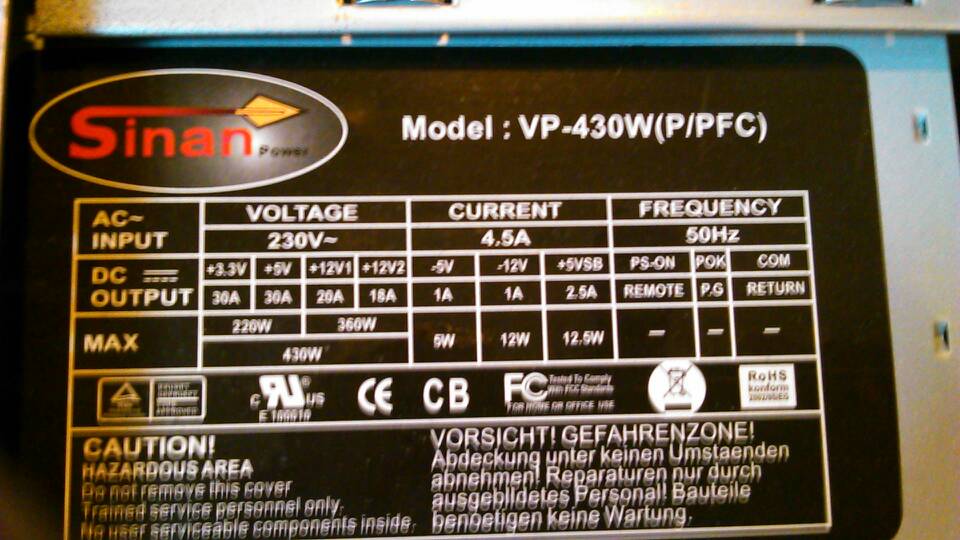 Sinan Power
Model : VP-430W(P/PFC)
AC~ INPUT
VOLTAGE CURRENT FREQUENCY
230V~ 4.5A 50Hz
DC OUTPUT
+3.3V +5V +12V1 +12V2 -5V -12V +5VSB PS-ON POK COM
30A 30A 20A 18A 1A 1A 2.5A REMOTE P.G RETURN
MAX
220W 360W
430W
5W 12W 12.5W — — —
C UR US
CE CB FC
Tested To Comply
With FCC Standards
FOR HOME OR OFFICE USE
RoHS
konform
2002/95/EG
CAUTION!
HAZARDOUS AREA
Do not remove this cover
Trained service personnel only.
No user serviceable components inside.
VORSICHT! GEFAHRENZONE!
Abdeckung unter keinen Umstaenden
abnehmen! Reparaturen nur durch
ausgebildetes Personal! Bauteile
benoetigen keine Wartung.